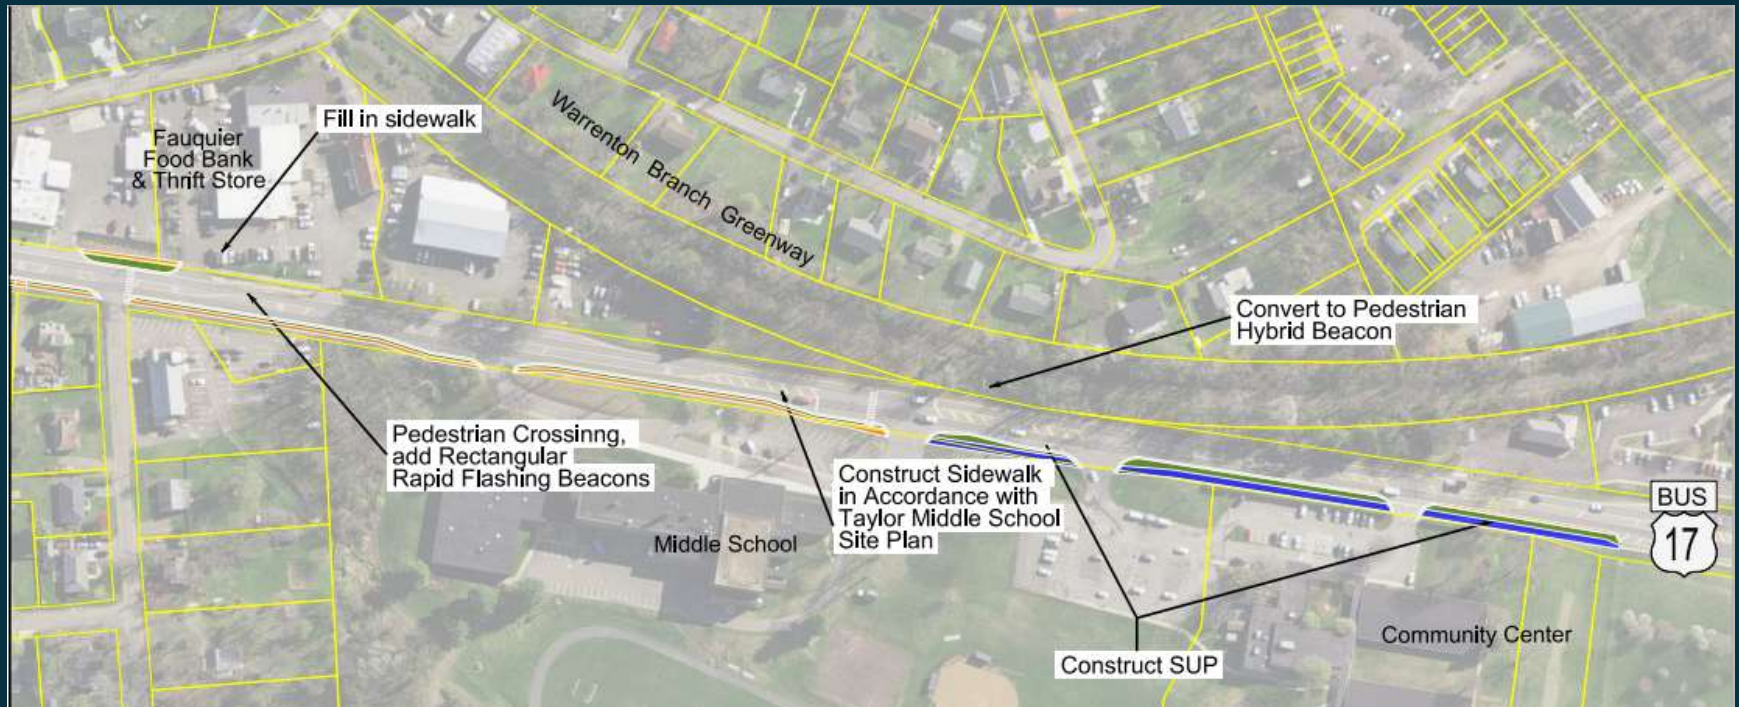 Fill in sidewalk
Fauquier
Food Bank
& Thrift Store
Warrenton Branch Greenway
Convert to Pedestrian
Hybrid Beacon
Pedestrian Crossinng,
add Rectangular
Rapid Flashing Beacons
Construct Sidewalk
in Accordance with
Taylor Middle School
Site Plan
Middle School
BUS
17
Community Center
Construct SUP